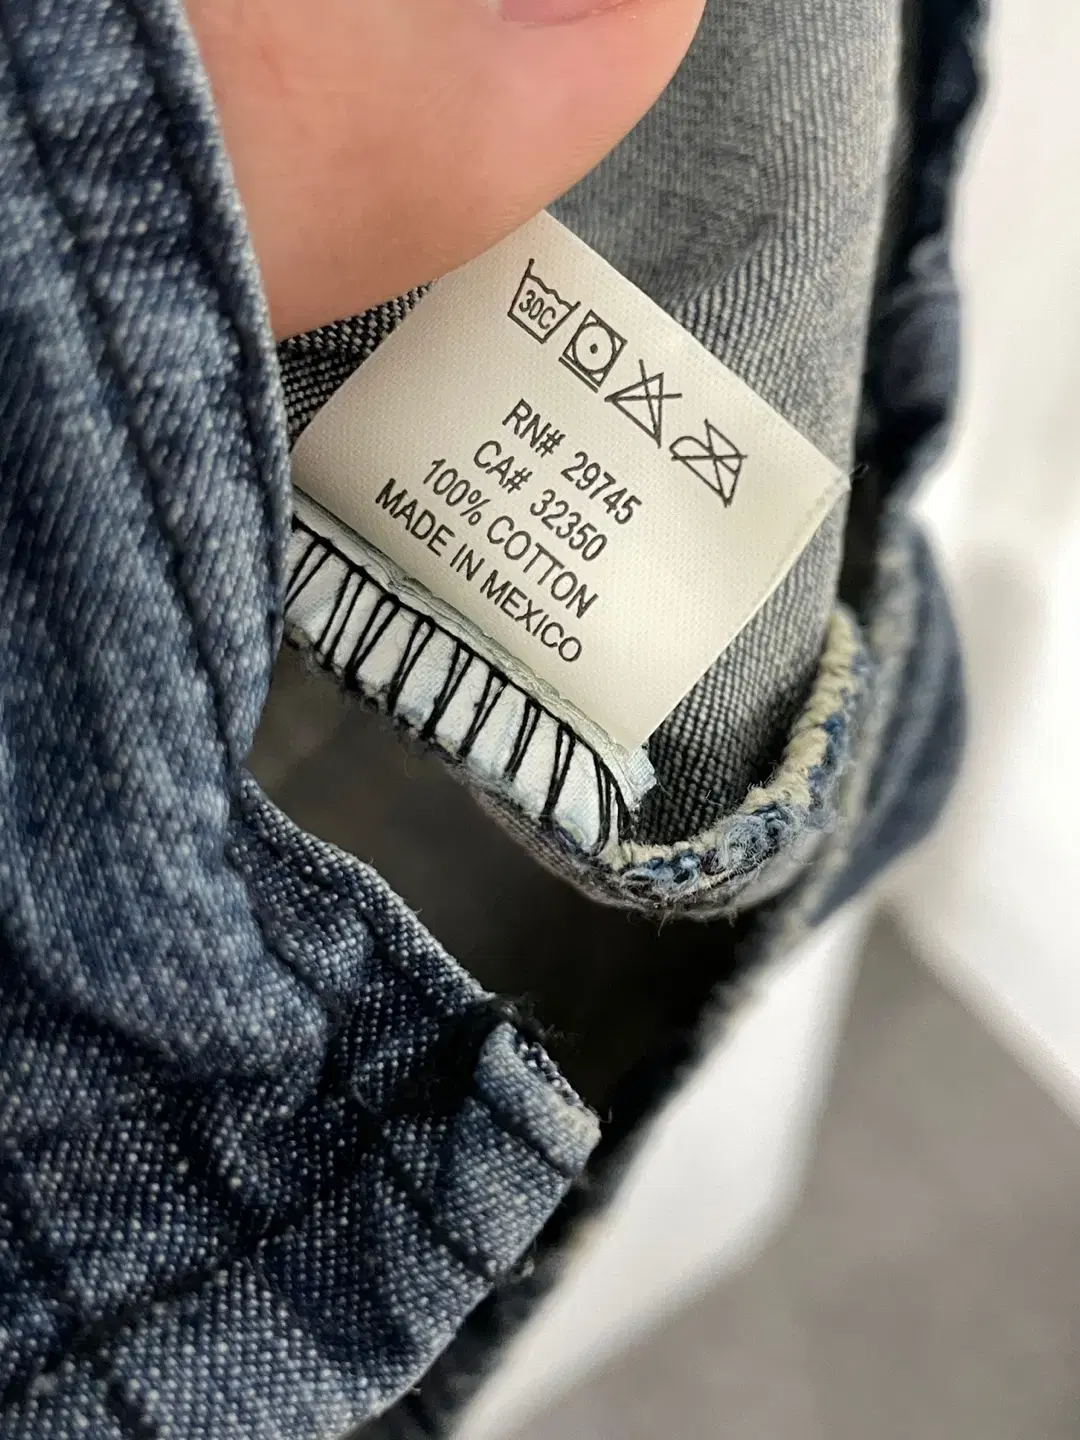 30C
RN# 29745
CA# 32350
100% COTTON
MADE IN MEXICO